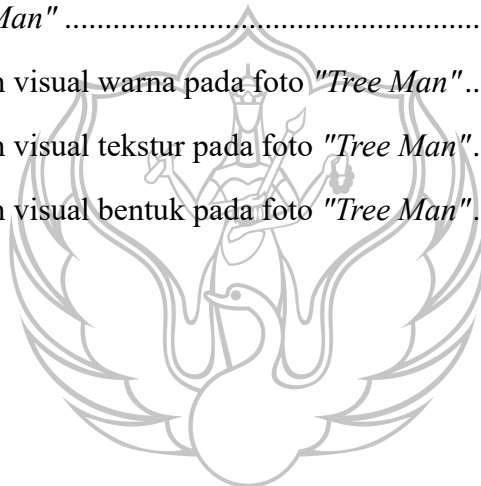 Man" ................................................
n visual warna pada foto "Tree Man"..
n visual tekstur pada foto "Tree Man".
n visual bentuk pada foto "Tree Man".